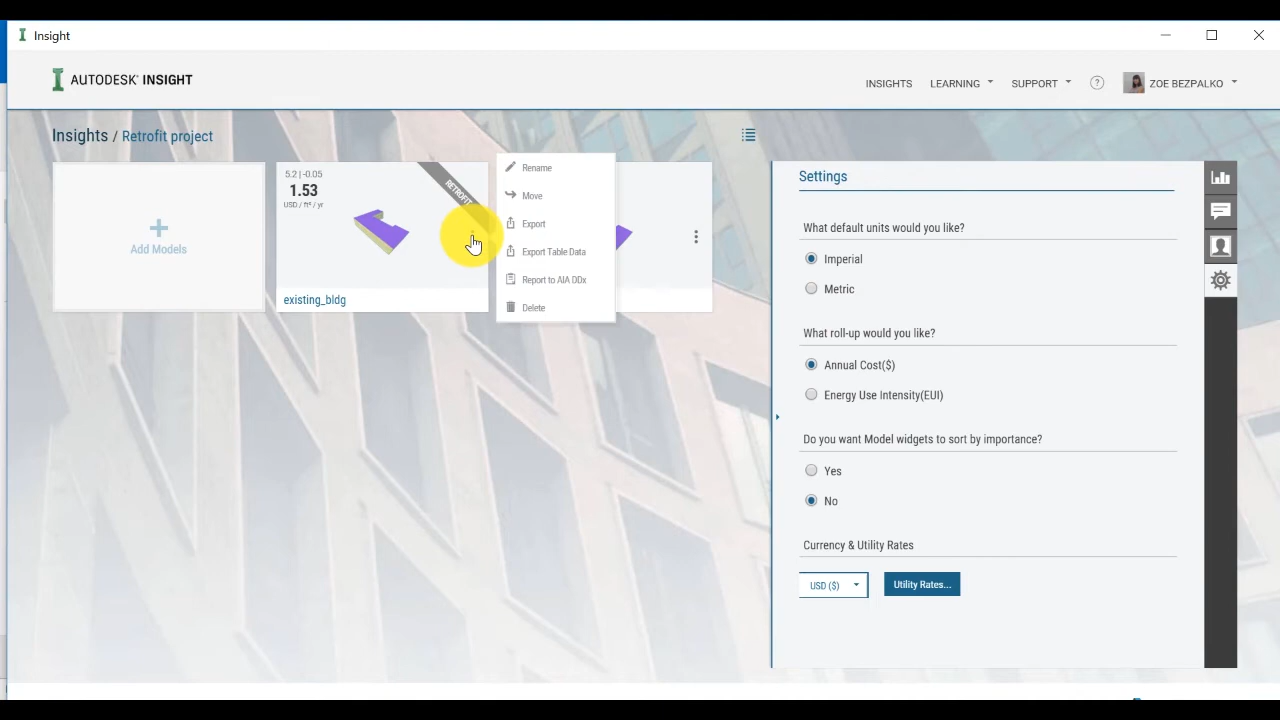 Insight
AUTODESK® INSIGHT
INSIGHTS
LEARNING
SUPPORT
?
ZOE BEZPALKO
Insights / Retrofit project
Add Models
5.2 | -0.05
1.53
USD / ft² / yr
RETROFIT
existing_bldg
Rename
Move
Export
Export Table Data
Report to AIA DDx
Delete
Settings
What default units would you like?
Imperial
Metric
What roll-up would you like?
Annual Cost($)
Energy Use Intensity(EUI)
Do you want Model widgets to sort by importance?
Yes
No
Currency & Utility Rates
USD ($)
Utility Rates...